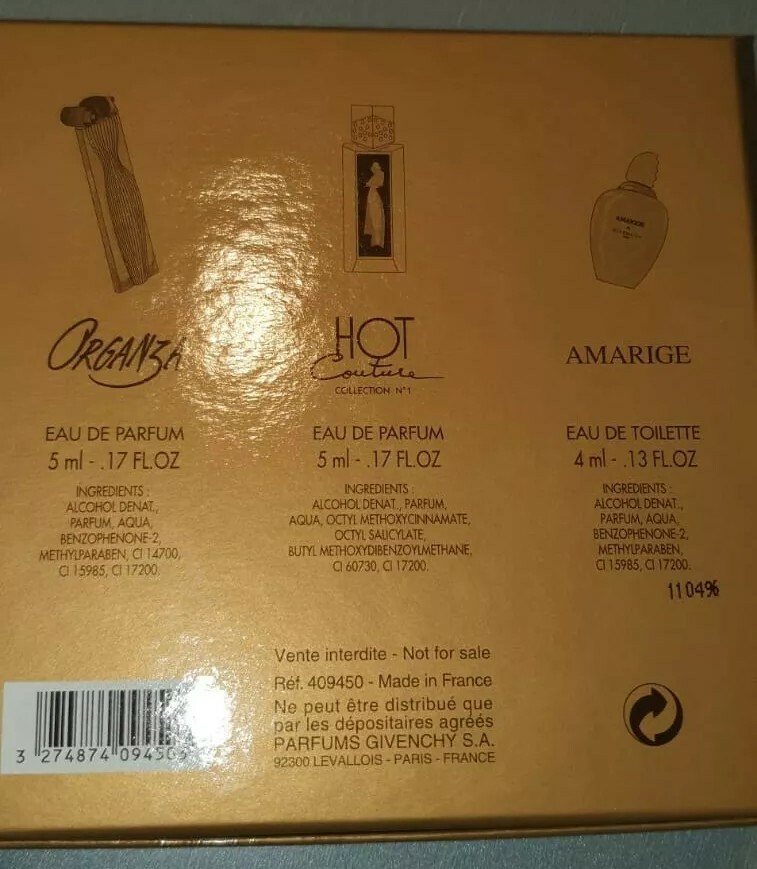 AMARIGE
ORGANZA
EAU DE PARFUM
5 ml - .17 FL.OZ
INGREDIENTS :
ALCOHOL DENAT.,
PARFUM, AQUA,
BENZOPHENONE-2,
METHYLPARABEN, CI 14700,
CI 15985, CI 17200.
HOT
Couture
COLLECTION N°1
EAU DE PARFUM
5 ml - .17 FL.OZ
INGREDIENTS :
ALCOHOL DENAT., PARFUM,
AQUA, OCTYL METHOXYCINNAMATE,
OCTYL SALICYLATE,
BUTYL METHOXYDIBENZOYLMETHANE,
CI 60730, CI 17200.
AMARIGE
EAU DE TOILETTE
4 ml - .13 FL.OZ
INGREDIENTS :
ALCOHOL DENAT.,
PARFUM, AQUA,
BENZOPHENONE-2,
METHYLPARABEN,
CI 15985, CI 17200.
110496
Vente interdite - Not for sale
Réf. 409450 - Made in France
Ne peut être distribué que
par les dépositaires agréés
PARFUMS GIVENCHY S.A.
92300 LEVALLOIS - PARIS - FRANCE
3 274874